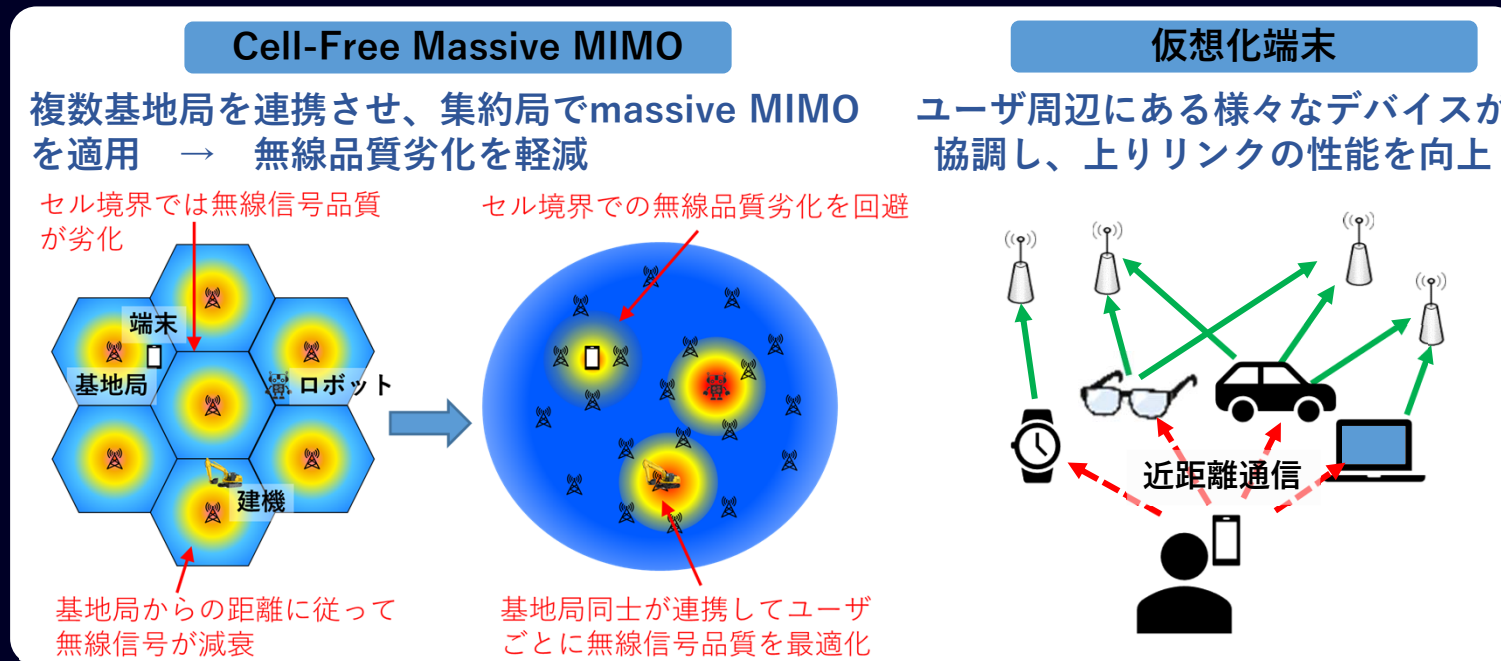 Cell-Free Massive MIMO
複数基地局を連携させ、集約局でmassive MIMO
を適用 → 無線品質劣化を軽減
セル境界では無線信号品質
が劣化
セル境界での無線品質劣化を回避
端末
基地局
ロボット
建機
基地局からの距離に従って
無線信号が減衰
基地局同士が連携してユーザ
ごとに無線信号品質を最適化
仮想化端末
ユーザ周辺にある様々なデバイスが
協調し、上りリンクの性能を向上
近距離通信